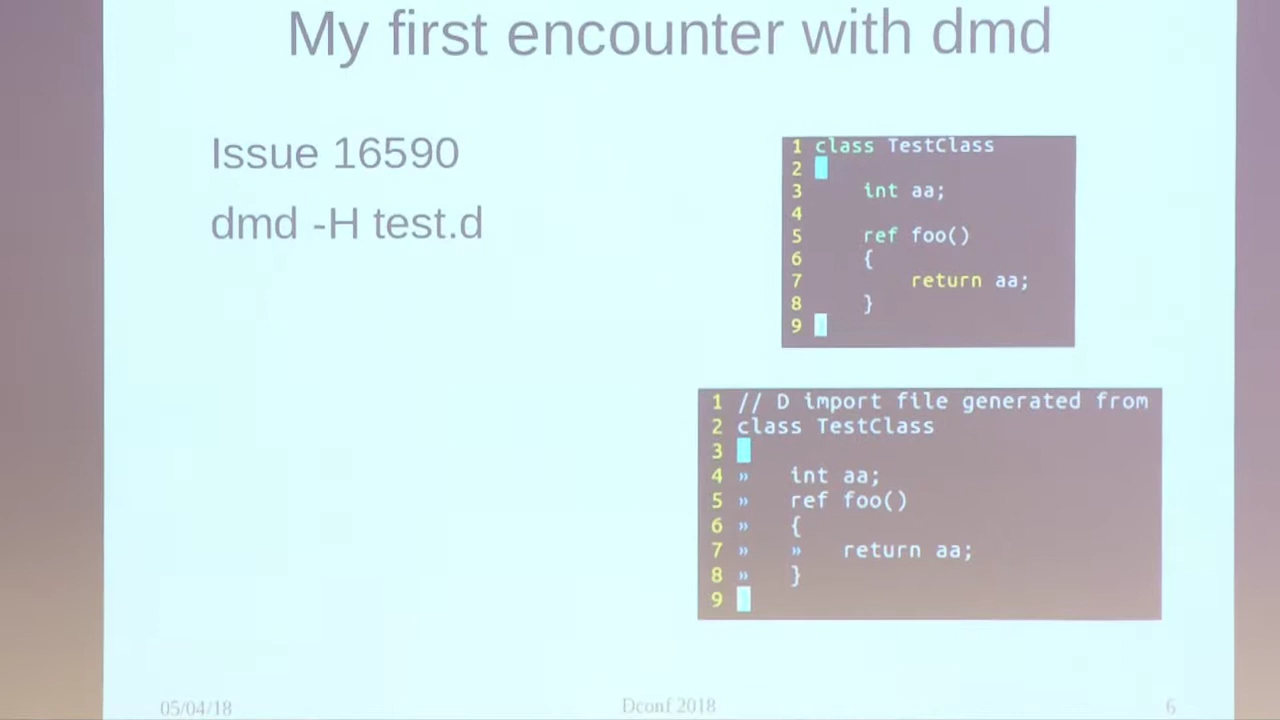 My first encounter with dmd
Issue 16590
dmd -H test.d
1 class TestClass
2
3 int aa;
4
5 ref foo()
6 {
7 return aa;
8 }
9
1 // D import file generated from
2 class TestClass
3
4 » int aa;
5 » ref foo()
6 » {
7 » » return aa;
8 » }
9
05/04/18
Dconf 2018
6